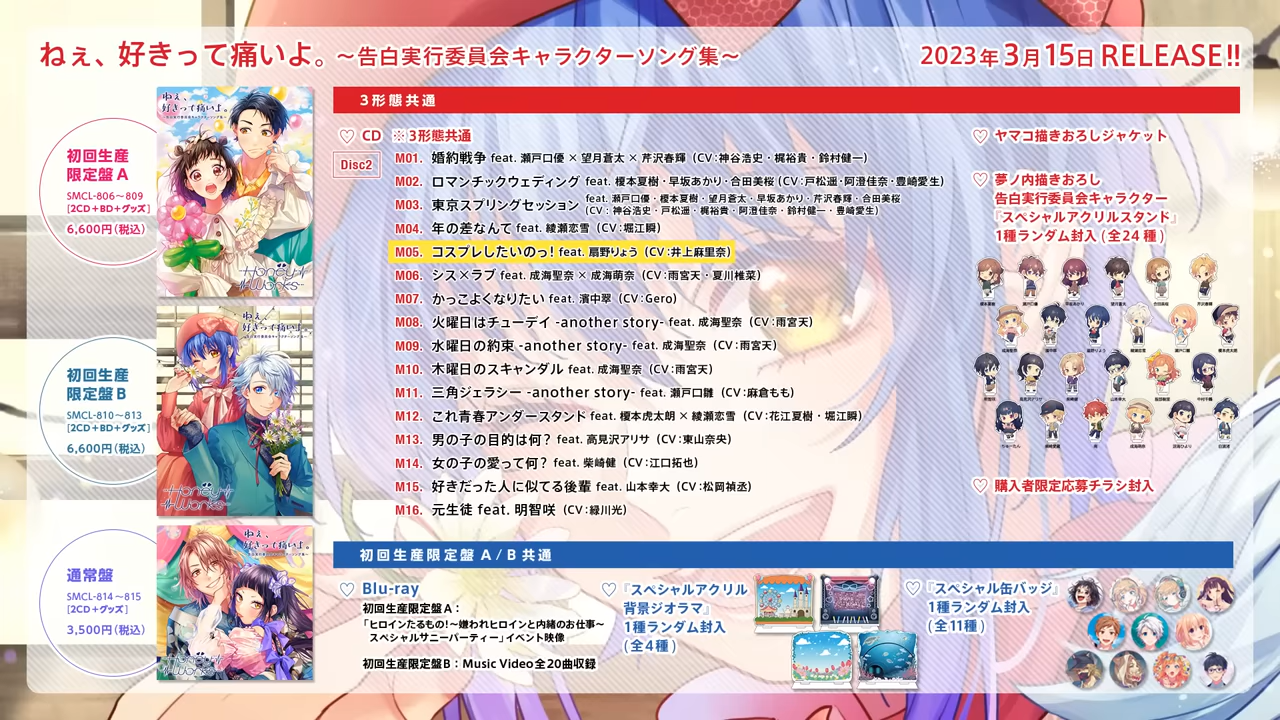 ねぇ、好きって痛いよ。～告白実行委員会キャラクターソング集～
2023年3月15日 RELEASE!!
初回生産
限定盤A
SMCL-806～809
[2CD+BD+グッズ]
6,600円(税込)
ねぇ、
好きって痛いよ。
Honey
Works
初回生産
限定盤B
SMCL-810～813
[2CD+BD+グッズ]
6,600円(税込)
ねぇ、
好きって痛いよ。
Honey
Works
通常盤
SMCL-814～815
[2CD+グッズ]
3,500円(税込)
ねぇ、
好きって痛いよ。
Honey
Works
3形態共通
♡ CD ※3形態共通
Disc2
M01. 婚約戦争 feat. 瀬戸口優 × 望月蒼太 × 芹沢春輝 (CV:神谷浩史・梶裕貴・鈴村健一)
M02. ロマンチックウェディング feat. 榎本夏樹・早坂あかり・合田美桜(CV:戸松遥・阿澄佳奈・豊崎愛生)
M03. 東京スプリングセッション feat. 瀬戸口優・榎本夏樹・望月蒼太・早坂あかり・芹沢春輝・合田美桜
(CV:神谷浩史・戸松遥・梶裕貴・阿澄佳奈・鈴村健一・豊崎愛生)
M04. 年の差なんて feat. 綾瀬恋雪 (CV:堀江瞬)
M05. コスプレしたいのっ! feat. 扇野りょう (CV:井上麻里奈)
M06. シス×ラブ feat. 成海聖奈 × 成海萌奈 (CV:雨宮天・夏川椎菜)
M07. かっこよくなりたい feat. 濱中翠 (CV:Gero)
M08. 火曜日はチューデイ -another story- feat. 成海聖奈 (CV:雨宮天)
M09. 水曜日の約束 -another story- feat. 成海聖奈 (CV:雨宮天)
M10. 木曜日のスキャンダル feat. 成海聖奈 (CV:雨宮天)
M11. 三角ジェラシー -another story- feat. 瀬戸口雛 (CV:麻倉もも)
M12. これ青春アンダースタンド feat. 榎本虎太朗 × 綾瀬恋雪 (CV:花江夏樹・堀江瞬)
M13. 男の子の目的は何? feat. 高見沢アリサ (CV:東山奈央)
M14. 女の子の愛って何? feat. 柴崎健 (CV:江口拓也)
M15. 好きだった人に似てる後輩 feat. 山本幸大 (CV:松岡禎丞)
M16. 元生徒 feat. 明智咲 (CV:緑川光)
♡ ヤマコ描きおろしジャケット
♡ 夢ノ内描きおろし
告白実行委員会キャラクター
『スペシャルアクリルスタンド』
1種ランダム封入 (全24種)
♡ 購入者限定応募チラシ封入
初回生産限定盤 A/B 共通
♡ Blu-ray
初回生産限定盤A:
「ヒロインたるもの!～嫌われヒロインと内緒のお仕事～
スペシャルサニーパーティー」イベント映像
初回生産限定盤B:Music Video全20曲収録
♡ 『スペシャルアクリル
背景ジオラマ』
1種ランダム封入
(全4種)
♡ 『スペシャル缶バッジ』
1種ランダム封入
(全11種)